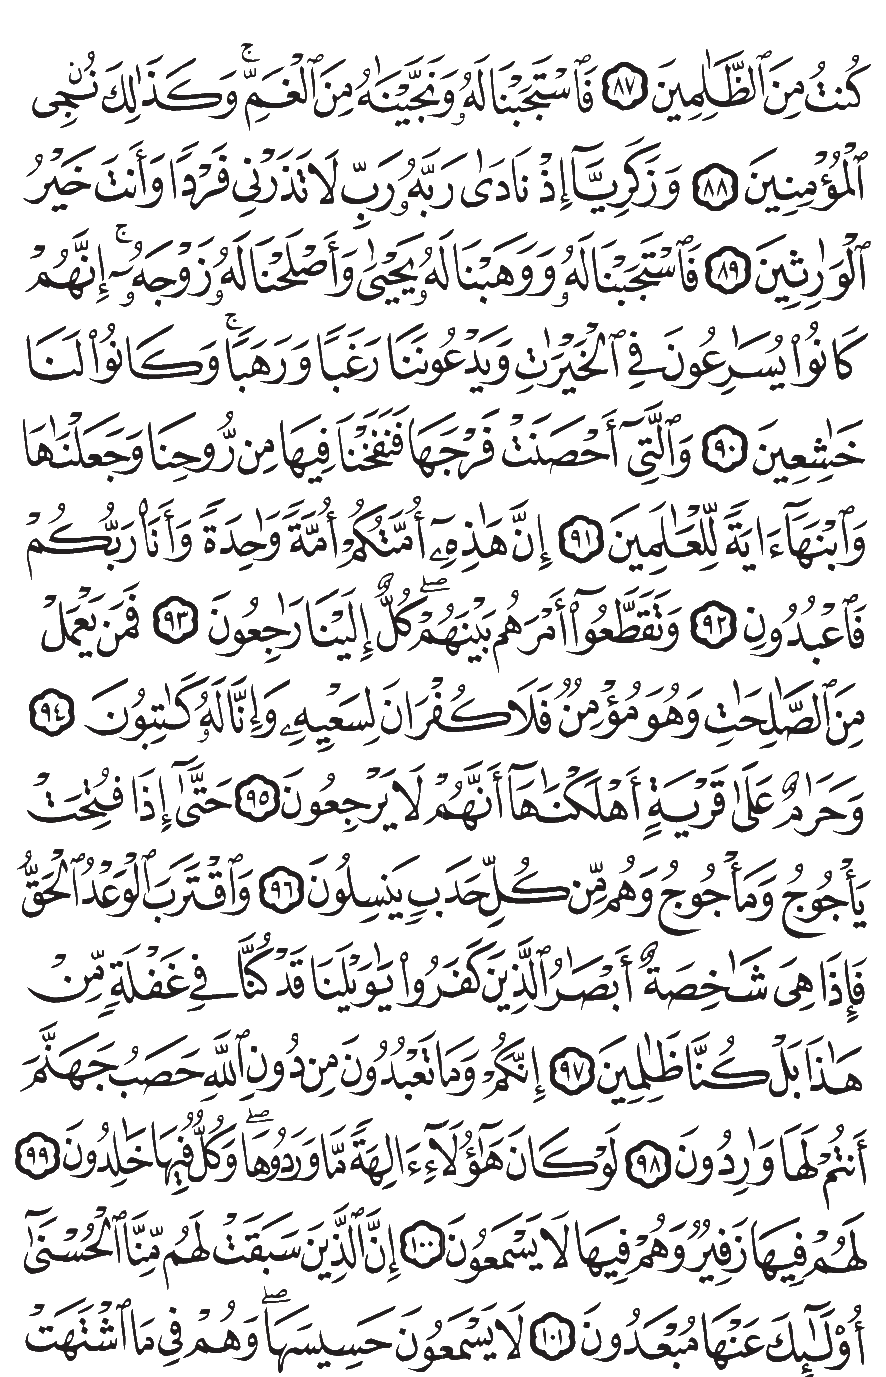 كُنتُ مِنَ ٱلظَّٰلِمِينَ ٨٧ فَٱسْتَجَبْنَا لَهُۥ وَنَجَّيْنَٰهُ مِنَ ٱلْغَمِّۚ وَكَذَٰلِكَ نُۨجِى
ٱلْمُؤْمِنِينَ ٨٨ وَزَكَرِيَّآ إِذْ نَادَىٰ رَبَّهُۥ رَبِّ لَا تَذَرْنِى فَرْدًا وَأَنتَ خَيْرُ
ٱلْوَٰرِثِينَ ٨٩ فَٱسْتَجَبْنَا لَهُۥ وَوَهَبْنَا لَهُۥ يَحْيَىٰ وَأَصْلَحْنَا لَهُۥ زَوْجَهُۥٓۚ إِنَّهُمْ
كَانُوا۟ يُسَٰرِعُونَ فِى ٱلْخَيْرَٰتِ وَيَدْعُونَنَا رَغَبًا وَرَهَبًاۚ وَكَانُوا۟ لَنَا
خَٰشِعِينَ ٩٠ وَٱلَّتِىٓ أَحْصَنَتْ فَرْجَهَا فَنَفَخْنَا فِيهَا مِن رُّوحِنَا وَجَعَلْنَٰهَا
وَٱبْنَهَآ ءَايَةً لِّلْعَٰلَمِينَ ٩١ إِنَّ هَٰذِهِۦٓ أُمَّتُكُمْ أُمَّةً وَٰحِدَةً وَأَنَا۠ رَبُّكُمْ
فَٱعْبُدُونِ ٩٢ وَتَقَطَّعُوٓا۟ أَمْرَهُم بَيْنَهُمْۖ كُلٌّ إِلَيْنَا رَٰجِعُونَ ٩٣ فَمَن يَعْمَلْ
مِنَ ٱلصَّٰلِحَٰتِ وَهُوَ مُؤْمِنٌ فَلَا كُفْرَانَ لِسَعْيِهِۦ وَإِنَّا لَهُۥ كَٰتِبُونَ ٩٤
وَحَرَٰمٌ عَلَىٰ قَرْيَةٍ أَهْلَكْنَٰهَآ أَنَّهُمْ لَا يَرْجِعُونَ ٩٥ حَتَّىٰٓ إِذَا فُتِحَتْ
يَأْجُوجُ وَمَأْجُوجُ وَهُم مِّن كُلِّ حَدَبٍ يَنسِلُونَ ٩٦ وَٱقْتَرَبَ ٱلْوَعْدُ ٱلْحَقُّ
فَإِذَا هِىَ شَٰخِصَةٌ أَبْصَٰرُ ٱلَّذِينَ كَفَرُوا۟ يَٰوَيْلَنَا قَدْ كُنَّا فِى غَفْلَةٍ مِّنْ
هَٰذَا بَلْ كُنَّا ظَٰلِمِينَ ٩٧ إِنَّكُمْ وَمَا تَعْبُدُونَ مِن دُونِ ٱللَّهِ حَصَبُ جَهَنَّمَ
أَنتُمْ لَهَا وَٰرِدُونَ ٩٨ لَوْ كَانَ هَٰٓؤُلَآءِ ءَالِهَةً مَّا وَرَدُوهَاۖ وَكُلٌّ فِيهَا خَٰلِدُونَ ٩٩
لَهُمْ فِيهَا زَفِيرٌ وَهُمْ فِيهَا لَا يَسْمَعُونَ ١٠٠ إِنَّ ٱلَّذِينَ سَبَقَتْ لَهُم مِّنَّا ٱلْحُسْنَىٰٓ
أُو۟لَٰٓئِكَ عَنْهَا مُبْعَدُونَ ١٠١ لَا يَسْمَعُونَ حَسِيسَهَاۖ وَهُمْ فِى مَا ٱشْتَهَتْ